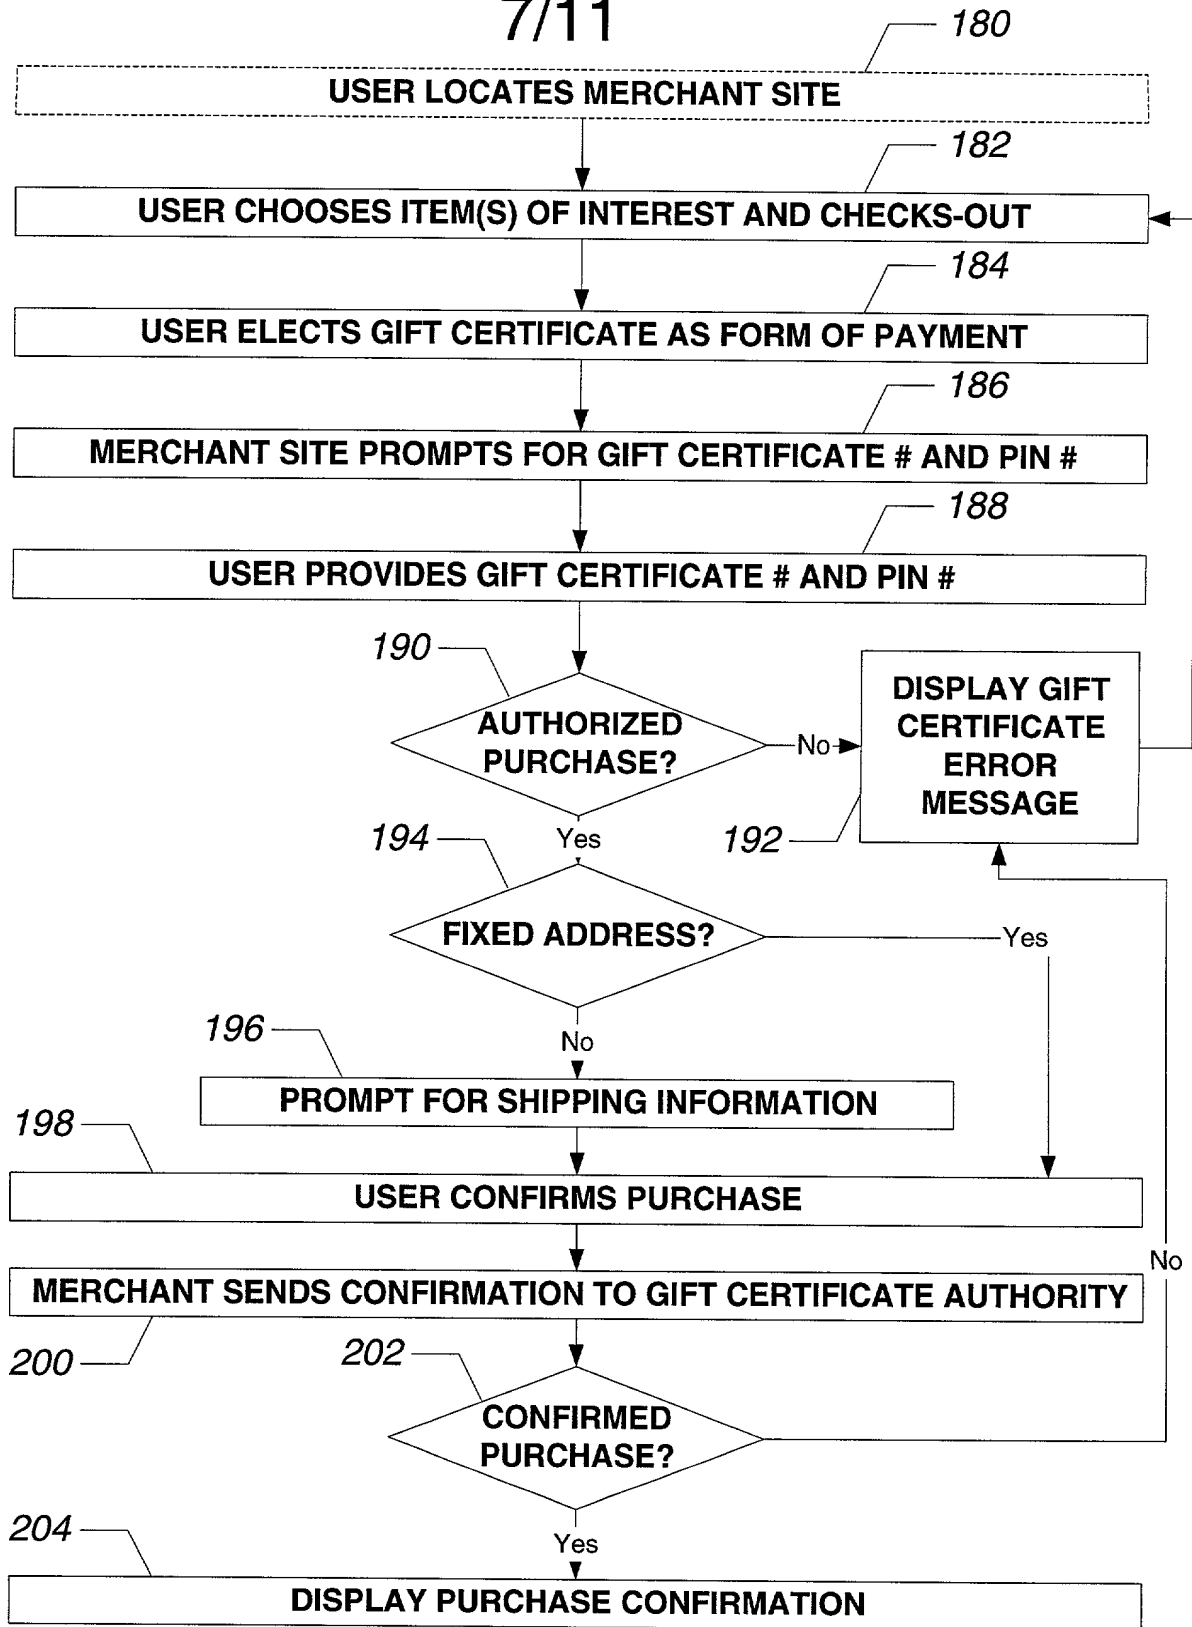 7/11
180
USER LOCATES MERCHANT SITE
182
USER CHOOSES ITEM(S) OF INTEREST AND CHECKS-OUT
184
USER ELECTS GIFT CERTIFICATE AS FORM OF PAYMENT
186
MERCHANT SITE PROMPTS FOR GIFT CERTIFICATE # AND PIN #
188
USER PROVIDES GIFT CERTIFICATE # AND PIN #
190
AUTHORIZED
PURCHASE?
No
DISPLAY GIFT
CERTIFICATE
ERROR
MESSAGE
192
Yes
194
FIXED ADDRESS?
Yes
No
196
PROMPT FOR SHIPPING INFORMATION
198
USER CONFIRMS PURCHASE
No
MERCHANT SENDS CONFIRMATION TO GIFT CERTIFICATE AUTHORITY
200
202
CONFIRMED
PURCHASE?
Yes
204
DISPLAY PURCHASE CONFIRMATION